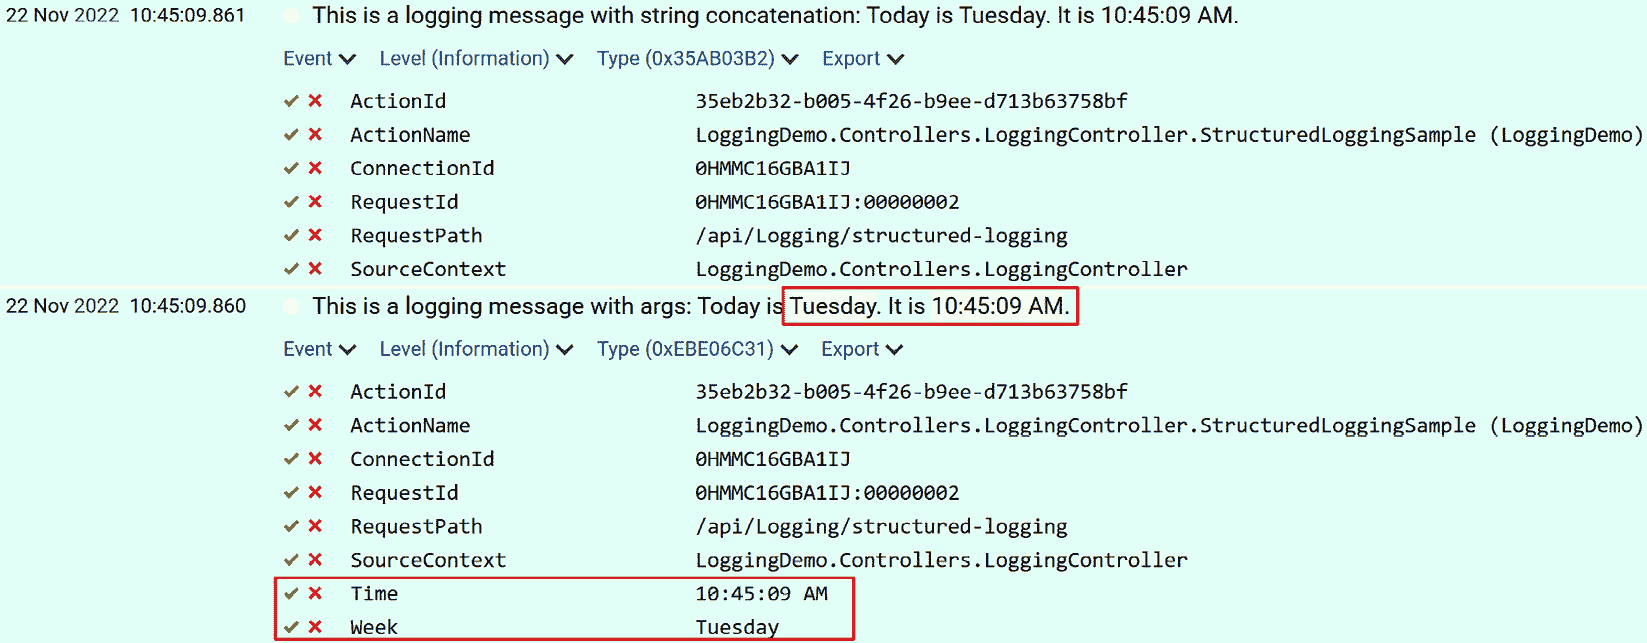 22 Nov 2022 10:45:09.861 This is a logging message with string concatenation: Today is Tuesday. It is 10:45:09 AM.
Event Level (Information) Type (0x35AB03B2) Export
ActionId 35eb2b32-b005-4f26-b9ee-d713b63758bf
ActionName LoggingDemo.Controllers.LoggingController.StructuredLoggingSample (LoggingDemo)
ConnectionId 0HMMC16GBA1IJ
RequestId 0HMMC16GBA1IJ:00000002
RequestPath /api/Logging/structured-logging
SourceContext LoggingDemo.Controllers.LoggingController
22 Nov 2022 10:45:09.860 This is a logging message with args: Today is Tuesday. It is 10:45:09 AM.
Event Level (Information) Type (0xEBE06C31) Export
ActionId 35eb2b32-b005-4f26-b9ee-d713b63758bf
ActionName LoggingDemo.Controllers.LoggingController.StructuredLoggingSample (LoggingDemo)
ConnectionId 0HMMC16GBA1IJ
RequestId 0HMMC16GBA1IJ:00000002
RequestPath /api/Logging/structured-logging
SourceContext LoggingDemo.Controllers.LoggingController
Time 10:45:09 AM
Week Tuesday